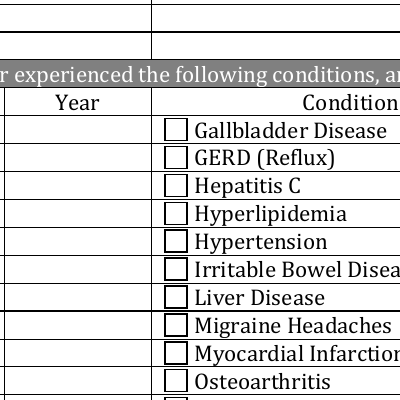 r experienced the following conditions, a
Year Condition
Gallbladder Disease
GERD (Reflux)
Hepatitis C
Hyperlipidemia
Hypertension
Irritable Bowel Disea
Liver Disease
Migraine Headaches
Myocardial Infarction
Osteoarthritis